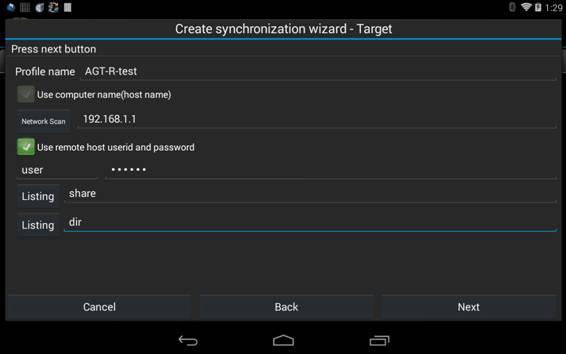 1:29
Create synchronization wizard - Target
Press next button
Profile name AGT-R-test
Use computer name(host name)
Network Scan 192.168.1.1
Use remote host userid and password
user ••••••
Listing share
Listing dir
Cancel Back Next